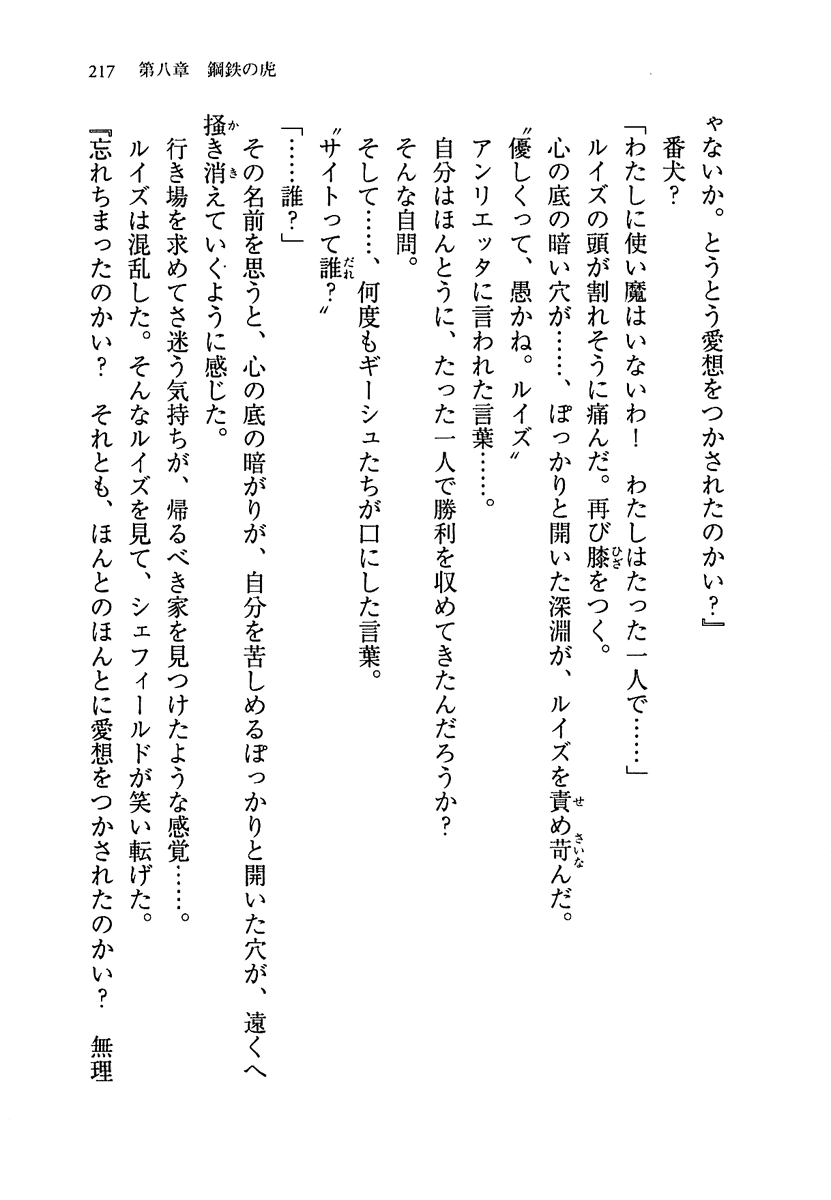 217　第八章　鋼鉄の虎
ゃないか。とうとう愛想をつかされたのかい？』
番犬？
「わたしに使い魔はいないわ！　わたしはたった一人で……」
ルイズの頭が割れそうに痛んだ。再び膝をつく。
心の底の暗い穴が……、ぽっかりと開いた深淵が、ルイズを責め苛んだ。
〝優しくって、愚かね。ルイズ〟
アンリエッタに言われた言葉……。
自分はほんとうに、たった一人で勝利を収めてきたんだろうか？
そんな自問。
そして……、何度もギーシュたちが口にした言葉。
〝サイトって誰？〟
「……誰？」
その名前を思うと、心の底の暗がりが、自分を苦しめるぽっかりと開いた穴が、遠くへ
掻き消えていくように感じた。
行き場を求めてさ迷う気持ちが、帰るべき家を見つけたような感覚……。
ルイズは混乱した。そんなルイズを見て、シェフィールドが笑い転げた。
『忘れちまったのかい？　それとも、ほんとのほんとに愛想をつかされたのかい？　無理